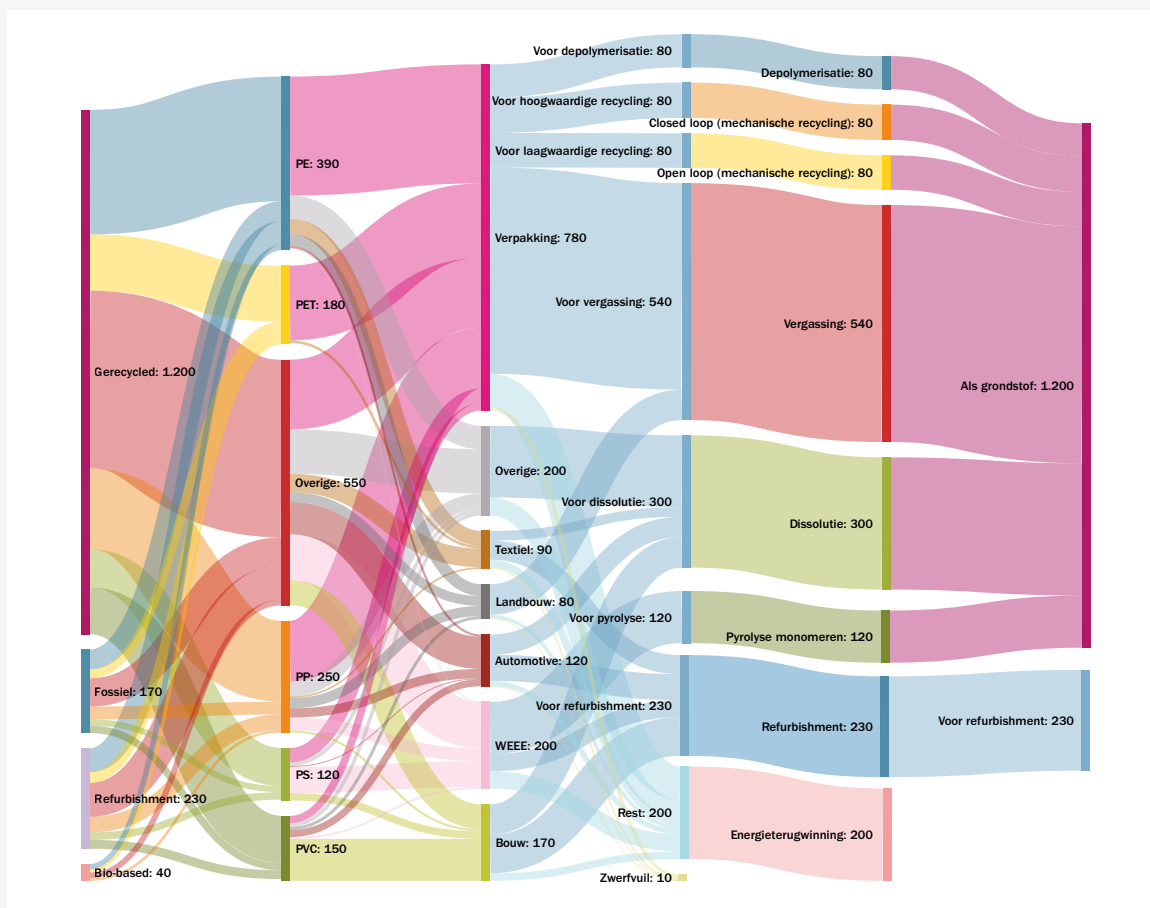 Gerecycled: 1.200
Fossiel: 170
Refurbishment: 230
Bio-based: 40
PE: 390
PET: 180
Overige: 550
PP: 250
PS: 120
PVC: 150
Verpakking: 780
Overige: 200
Textiel: 90
Landbouw: 80
Automotive: 120
WEEE: 200
Bouw: 170
Voor depolymerisatie: 80
Voor hoogwaardige recycling: 80
Voor laagwaardige recycling: 80
Voor vergassing: 540
Voor dissolutie: 300
Voor pyrolyse: 120
Voor refurbishment: 230
Rest: 200
Zwerfvuil: 10
Depolymerisatie: 80
Closed loop (mechanische recycling): 80
Open loop (mechanische recycling): 80
Vergassing: 540
Dissolutie: 300
Pyrolyse monomeren: 120
Refurbishment: 230
Energieterugwinning: 200
Als grondstof: 1.200
Voor refurbishment: 230